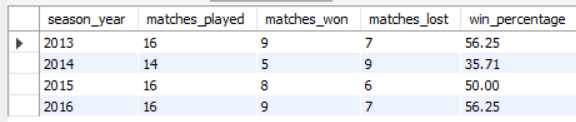 season_year matches_played matches_won matches_lost win_percentage
2013 16 9 7 56.25
2014 14 5 9 35.71
2015 16 8 6 50.00
2016 16 9 7 56.25